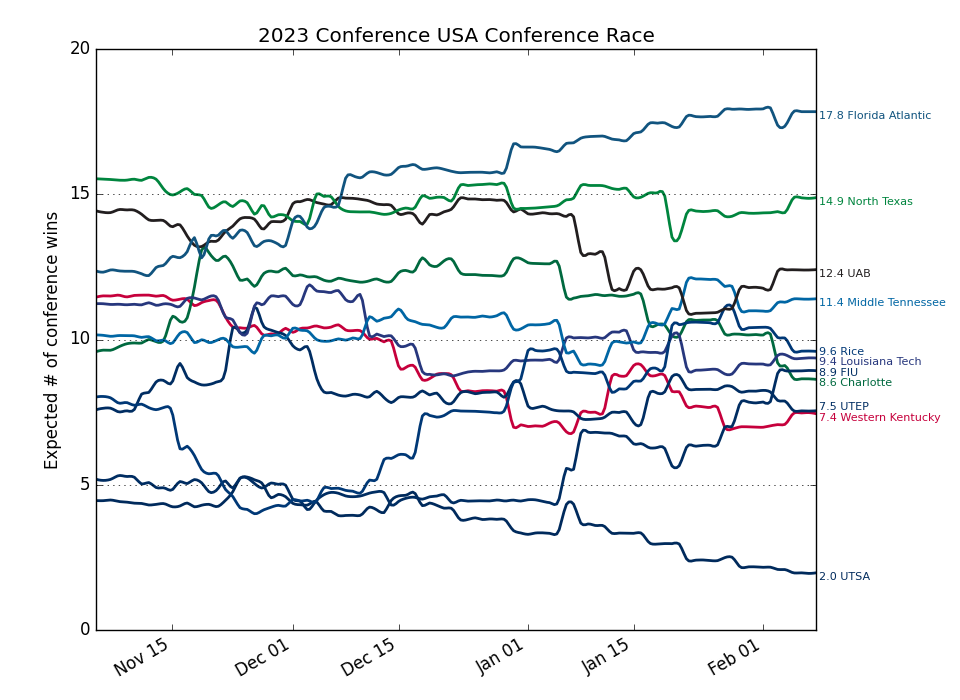 2023 Conference USA Conference Race
Expected # of conference wins
20
15
10
5
0
Nov 15
Dec 01
Dec 15
Jan 01
Jan 15
Feb 01
17.8 Florida Atlantic
14.9 North Texas
12.4 UAB
11.4 Middle Tennessee
9.6 Rice
9.4 Louisiana Tech
8.9 FIU
8.6 Charlotte
7.5 UTEP
7.4 Western Kentucky
2.0 UTSA